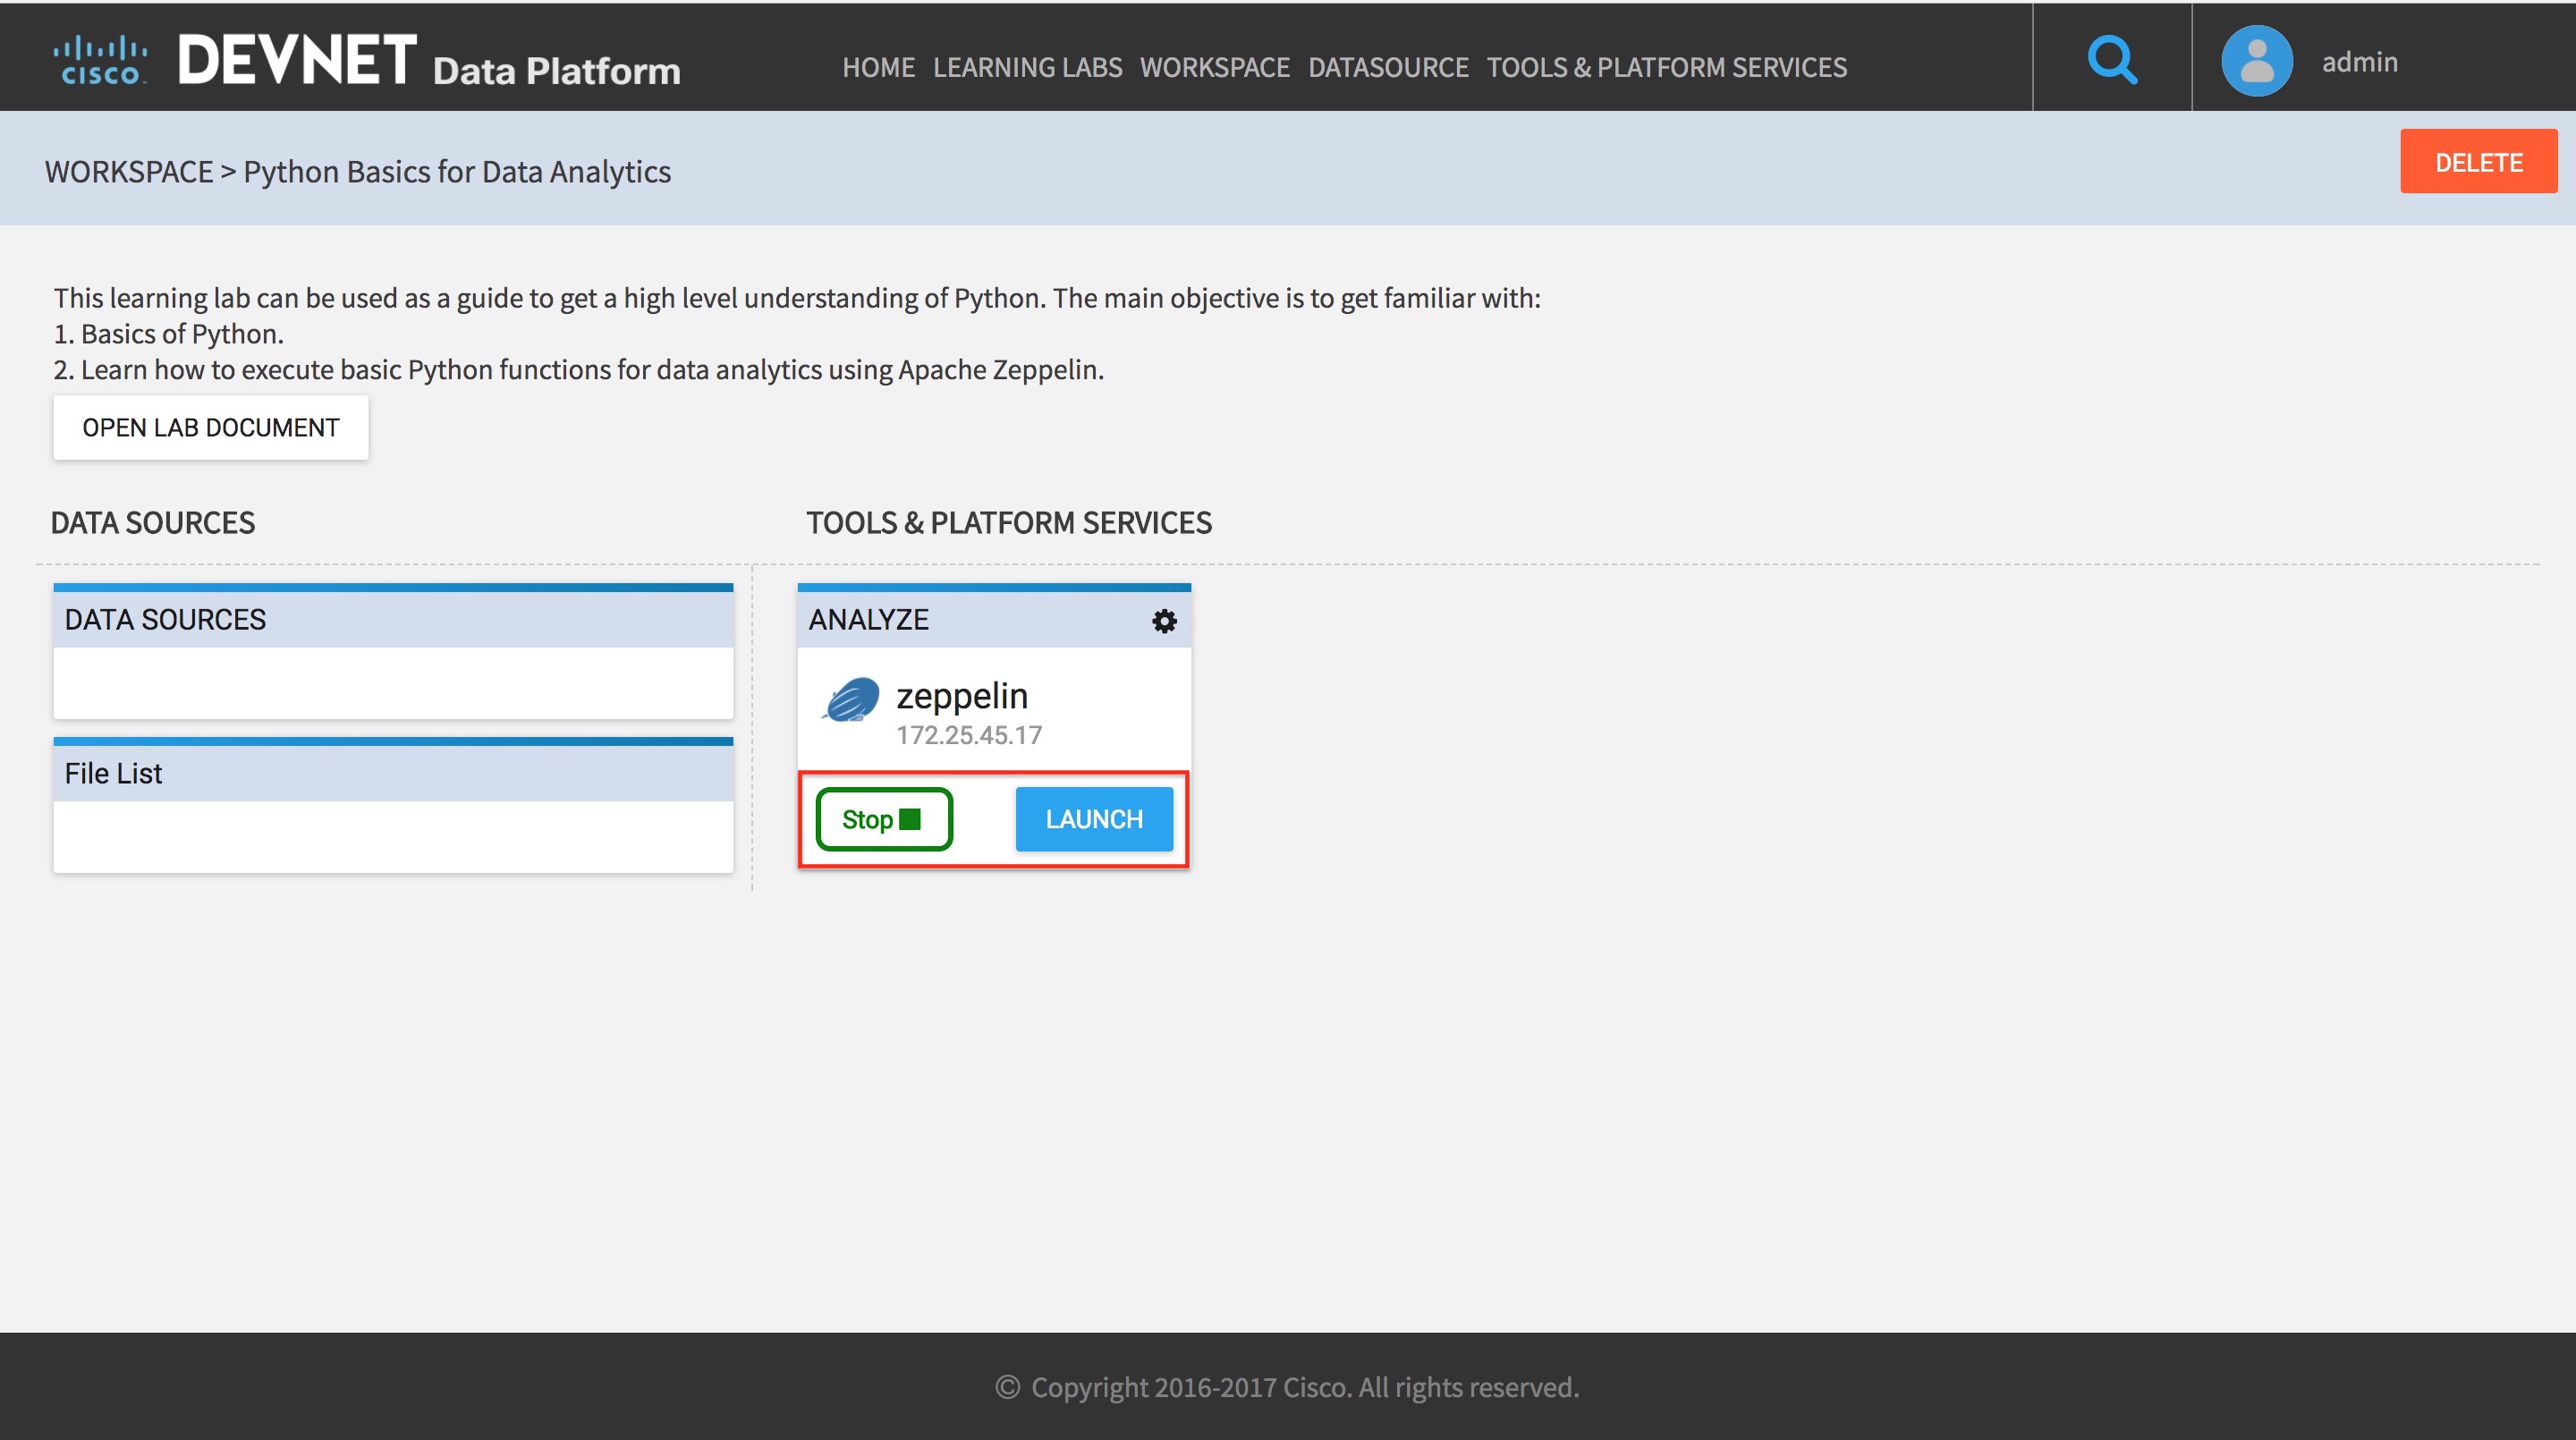 CISCO DEVNET Data Platform HOME LEARNING LABS WORKSPACE DATASOURCE TOOLS & PLATFORM SERVICES admin
WORKSPACE > Python Basics for Data Analytics DELETE
This learning lab can be used as a guide to get a high level understanding of Python. The main objective is to get familiar with:
1. Basics of Python.
2. Learn how to execute basic Python functions for data analytics using Apache Zeppelin.
OPEN LAB DOCUMENT
DATA SOURCES
DATA SOURCES
File List
TOOLS & PLATFORM SERVICES
ANALYZE
zeppelin
172.25.45.17
Stop LAUNCH
© Copyright 2016-2017 Cisco. All rights reserved.